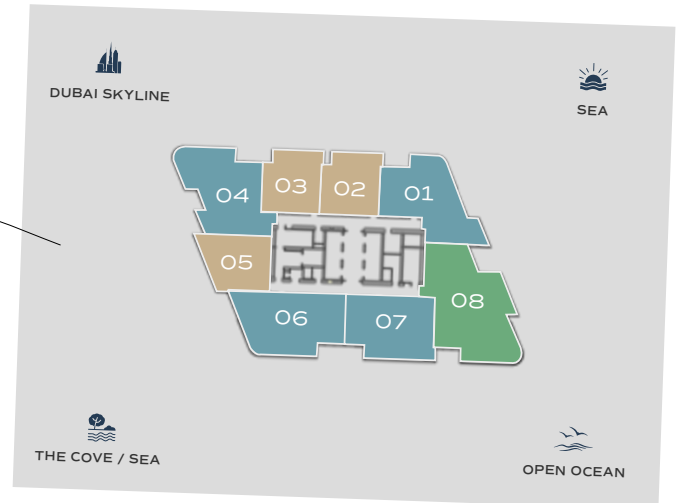 DUBAI SKYLINE
SEA
04
03
02
01
05
08
06
07
THE COVE / SEA
OPEN OCEAN